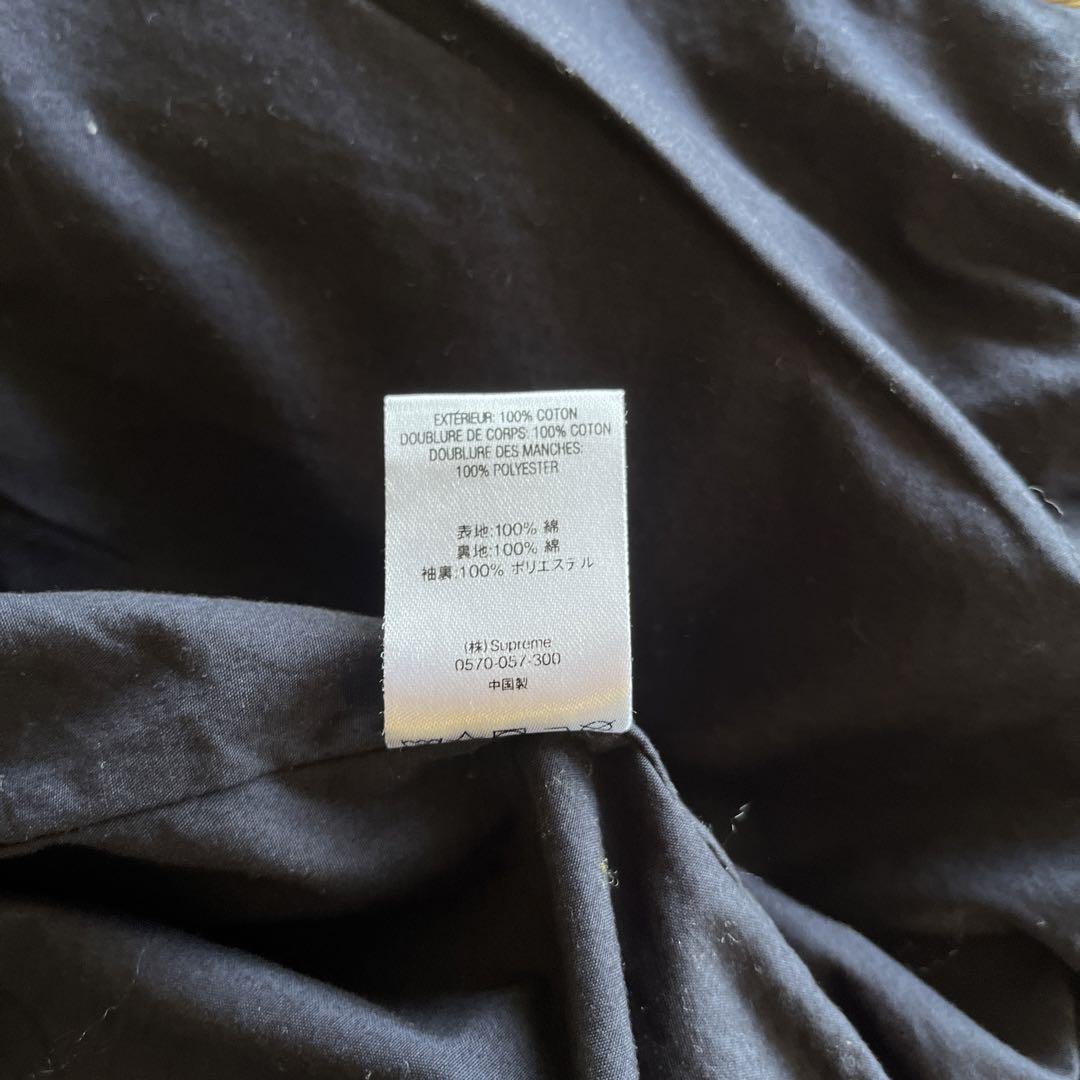 EXTÉRIEUR: 100% COTON
DOUBLURE DE CORPS: 100% COTON
DOUBLURE DES MANCHES:
100% POLYESTER
表地:100% 綿
裏地:100% 綿
袖裏:100% ポリエステル
(株)Supreme
0570-057-300
中国製